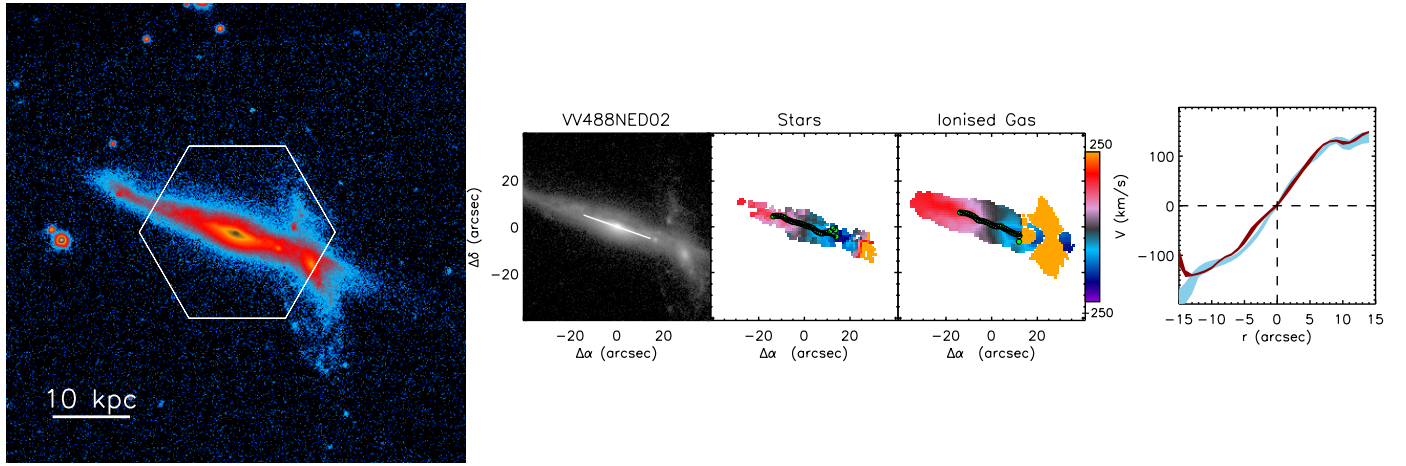 10 kpc
VV488NED02
Stars
Ionised Gas
Δδ (arcsec)
20
0
−20
−20 0 20
Δα (arcsec)
−20 0 20
Δα (arcsec)
−20 0 20
Δα (arcsec)
250
250
V (km/s)
100
0
−100
−15 −10 −5 0 5 10 15
r (arcsec)